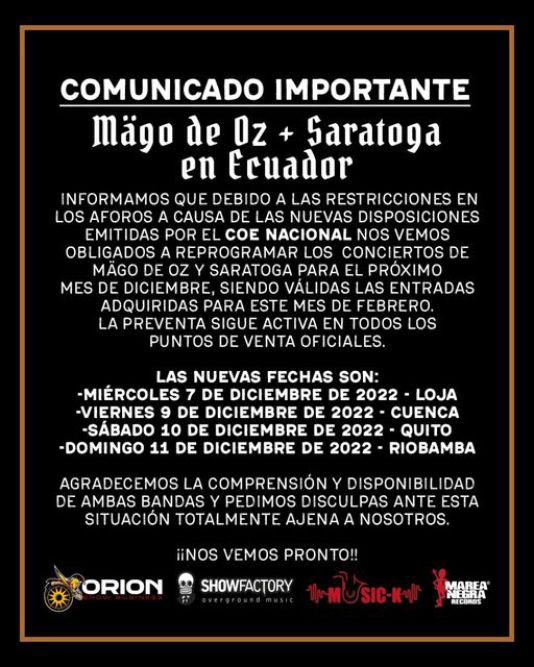 COMUNICADO IMPORTANTE
Mägo de Oz + Saratoga
en Ecuador
INFORMAMOS QUE DEBIDO A LAS RESTRICCIONES EN
LOS AFOROS A CAUSA DE LAS NUEVAS DISPOSICIONES
EMITIDAS POR EL COE NACIONAL NOS VEMOS
OBLIGADOS A REPROGRAMAR LOS CONCIERTOS DE
MÄGO DE OZ Y SARATOGA PARA EL PRÓXIMO
MES DE DICIEMBRE, SIENDO VÁLIDAS LAS ENTRADAS
ADQUIRIDAS PARA ESTE MES DE FEBRERO.
LA PREVENTA SIGUE ACTIVA EN TODOS LOS
PUNTOS DE VENTA OFICIALES.
LAS NUEVAS FECHAS SON:
-MIÉRCOLES 7 DE DICIEMBRE DE 2022 - LOJA
-VIERNES 9 DE DICIEMBRE DE 2022 - CUENCA
-SÁBADO 10 DE DICIEMBRE DE 2022 - QUITO
-DOMINGO 11 DE DICIEMBRE DE 2022 - RIOBAMBA
AGRADECEMOS LA COMPRENSIÓN Y DISPONIBILIDAD
DE AMBAS BANDAS Y PEDIMOS DISCULPAS ANTE ESTA
SITUACIÓN TOTALMENTE AJENA A NOSOTROS.
¡¡NOS VEMOS PRONTO!!
ORION
SHOW BUSINESS
SHOWFACTORY
overground music
MUSIC-K
MAREA
NEGRA
RECORDS